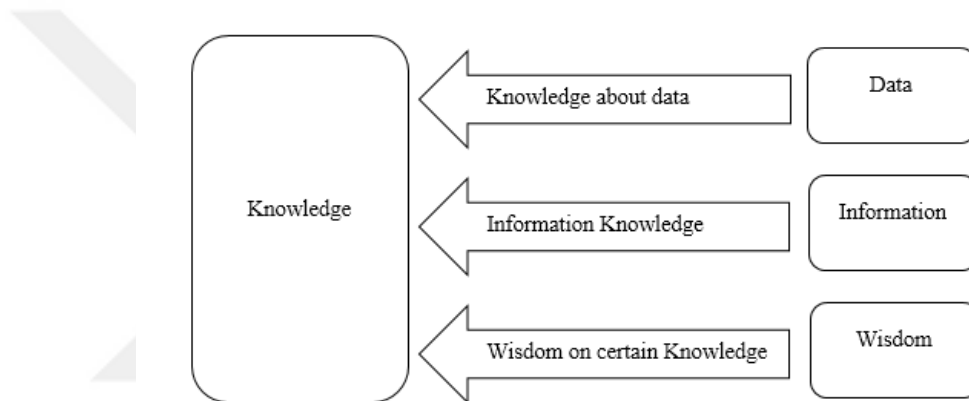 Knowledge about data
Data
Knowledge
Information Knowledge
Information
Wisdom on certain Knowledge
Wisdom